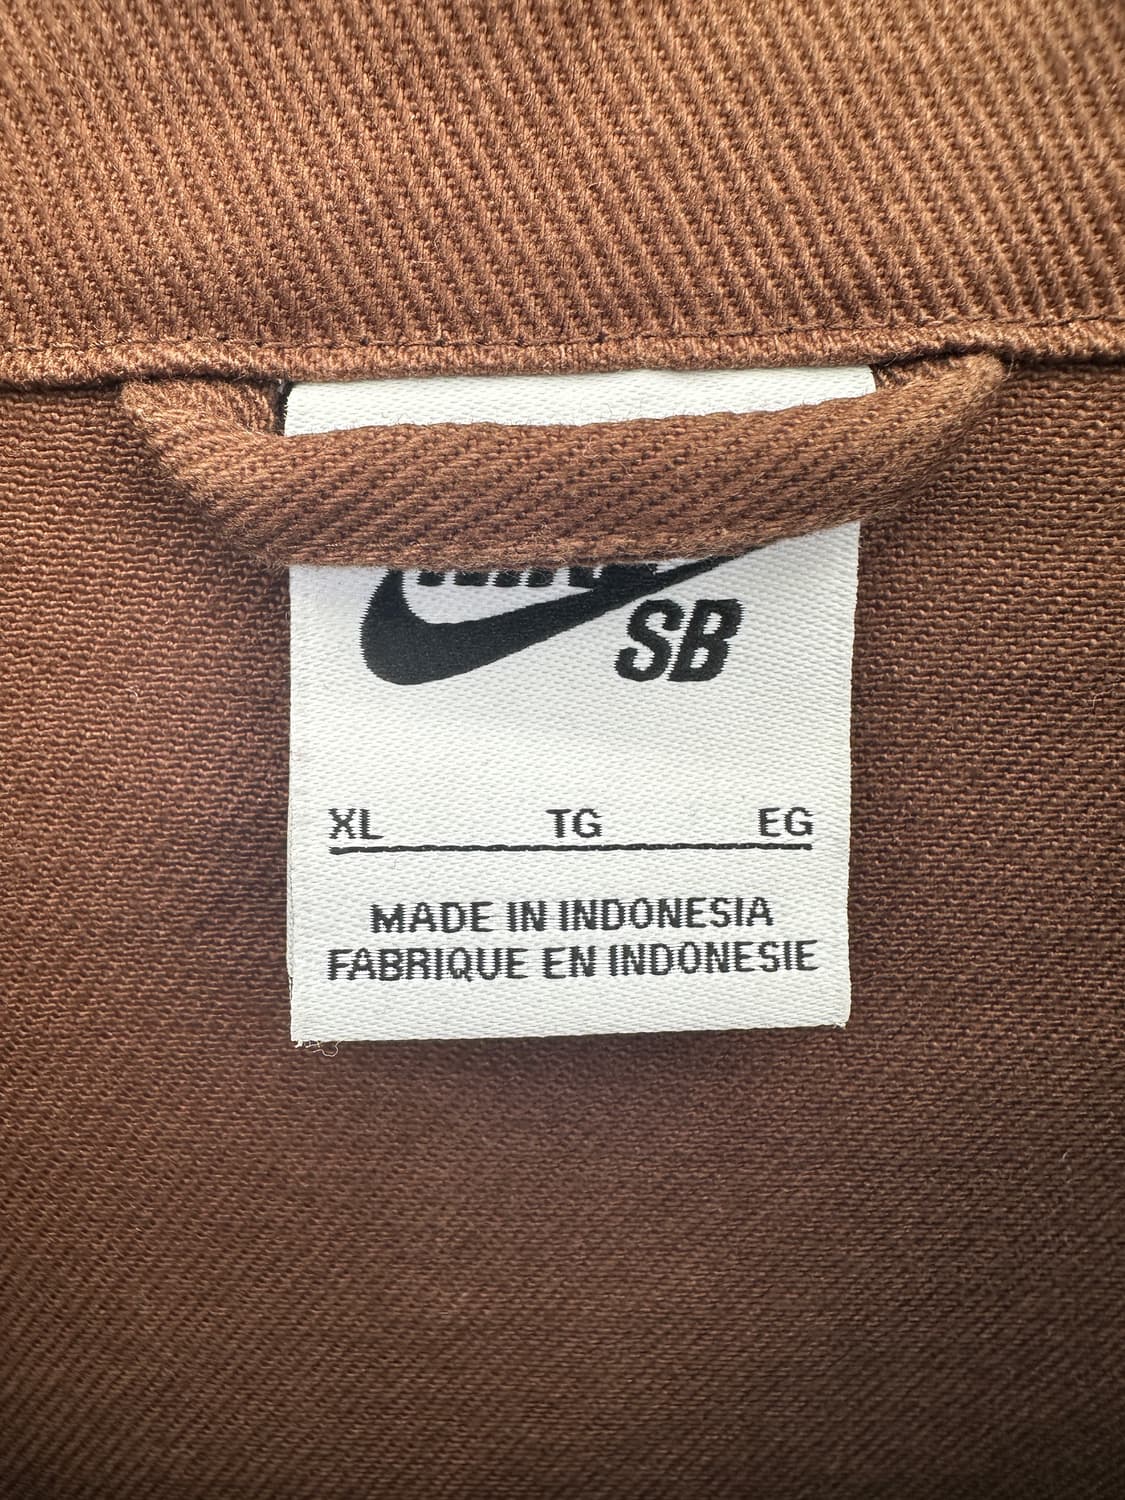 SB
XL TG EG
MADE IN INDONESIA
FABRIQUE EN INDONESIE